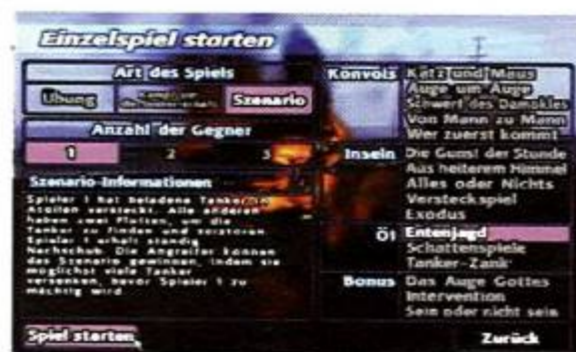 Einzelspiel starten
Art des Spiels
Übung
Szenario
Anzahl der Gegner
1 2 3
Szenario-Informationen
Spieler 1 hat beladene Tanker in
Atollen versteckt. Alle anderen
haben zwei Flotten, um die
Tanker zu finden und zerstören.
Spieler 1 erhält ständig
Nachschub. Die Angreifer können
das Szenario gewinnen, indem sie
möglichst viele Tanker
versenken, bevor Spieler 1 zu
mächtig wird.
Spiel starten
Konvois
Katz und Maus
Auge um Auge
Schwert des Damokles
Von Mann zu Mann
Wer zuerst kommt
Inseln
Die Gunst der Stunde
Aus heiterem Himmel
Alles oder Nichts
Versteckspiel
Exodus
Öl
Entenjagd
Schattenspiele
Tanker-Zank
Bonus
Das Auge Gottes
Intervention
Sein oder nicht sein
Zurück